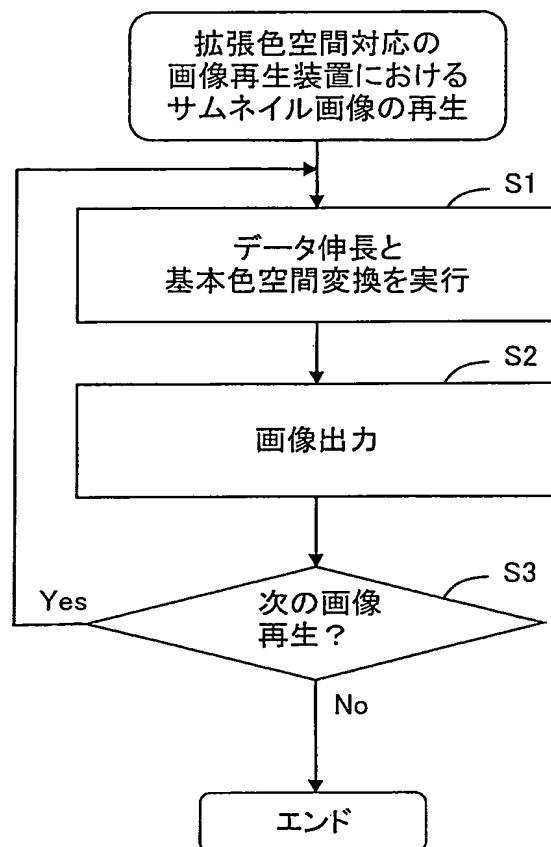 拡張色空間対応の
画像再生装置における
サムネイル画像の再生
S1
データ伸長と
基本色空間変換を実行
S2
画像出力
S3
Yes
次の画像
再生？
No
エンド